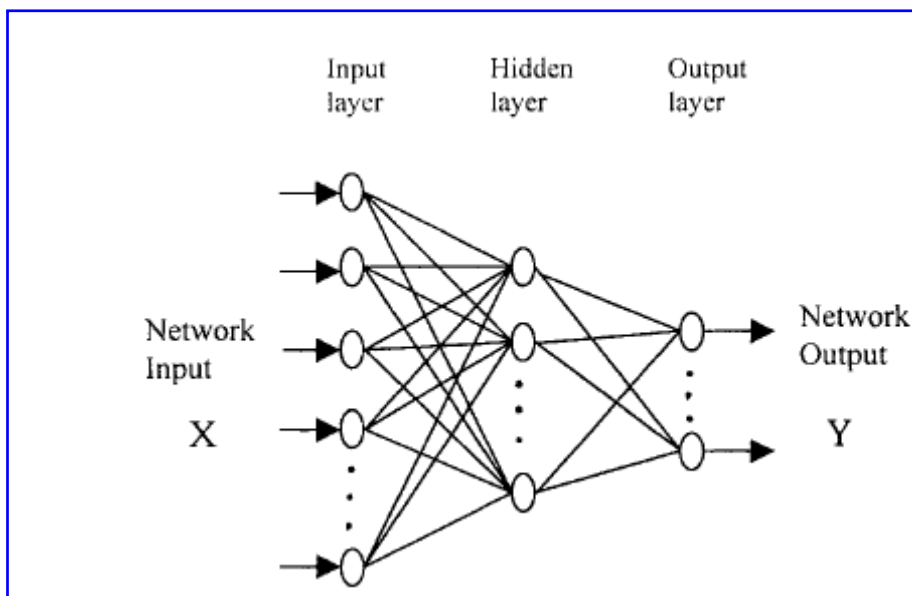 Input
layer
Hidden
layer
Output
layer
Network
Input
X
Network
Output
Y